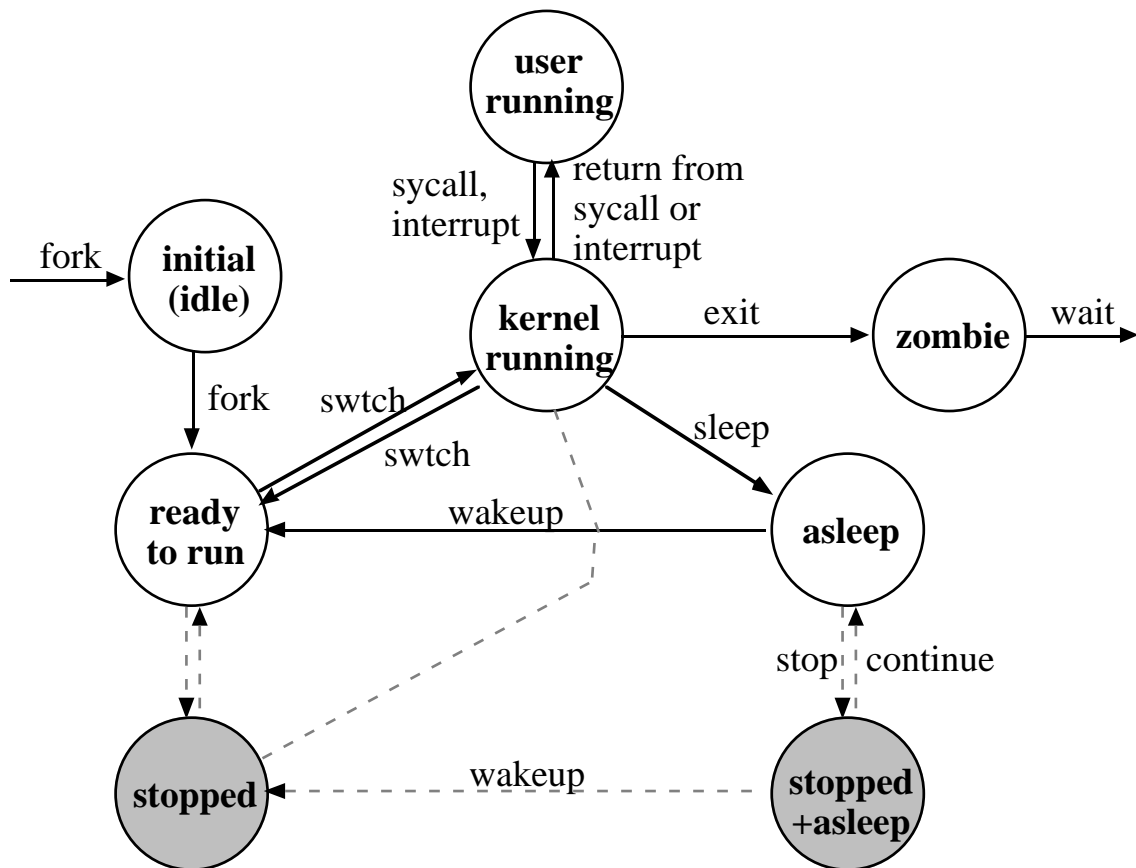 user
running
sycall,
interrupt
return from
sycall or
interrupt
fork
initial
(idle)
kernel
running
exit
zombie
wait
fork
swtch
swtch
sleep
ready
to run
wakeup
asleep
stop
continue
stopped
wakeup
stopped
+asleep